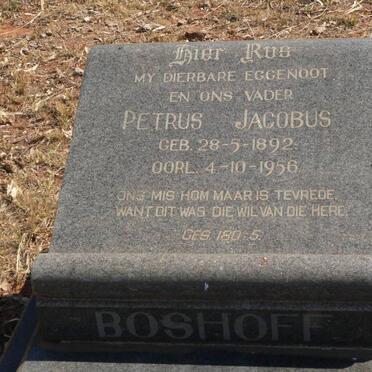 Hier Rus
MY DIERBARE EGGENOOT
EN ONS VADER
PETRUS JACOBUS
GEB. 28-5-1892.
OORL. 4-10-1956
ONS MIS HOM MAAR IS TEVREDE,
WANT DIT WAS DIE WIL VAN DIE HERE.
GES. 180-5.
BOSHOFF